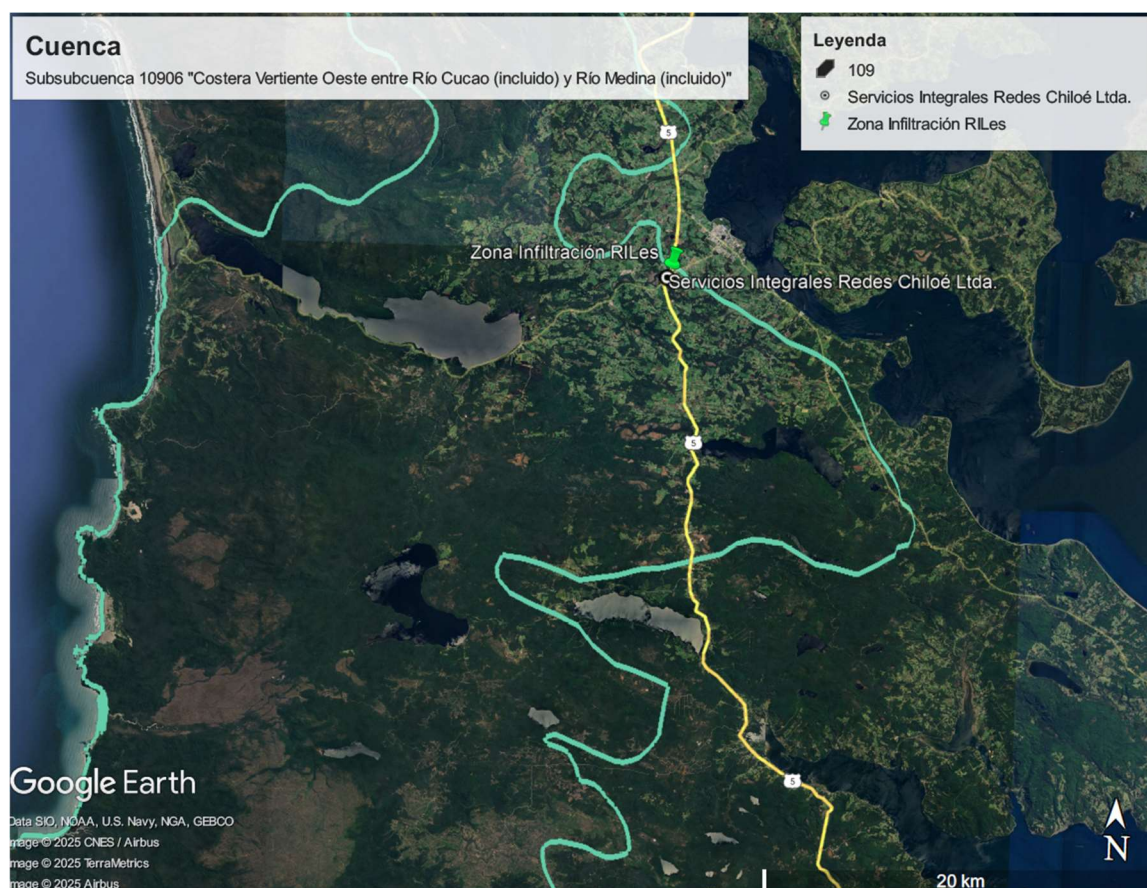 Cuenca
Subsubcuenca 10906 "Costera Vertiente Oeste entre Río Cucao (incluido) y Río Medina (incluido)"
Leyenda
109
Servicios Integrales Redes Chiloé Ltda.
Zona Infiltración RILes
5
Zona Infiltración RILes
Servicios Integrales Redes Chiloé Ltda.
5
5
Google Earth
Data SIO, NOAA, U.S. Navy, NGA, GEBCO
mage © 2025 CNES / Airbus
mage © 2025 TerraMetrics
mage © 2025 Airbus
N
20 km